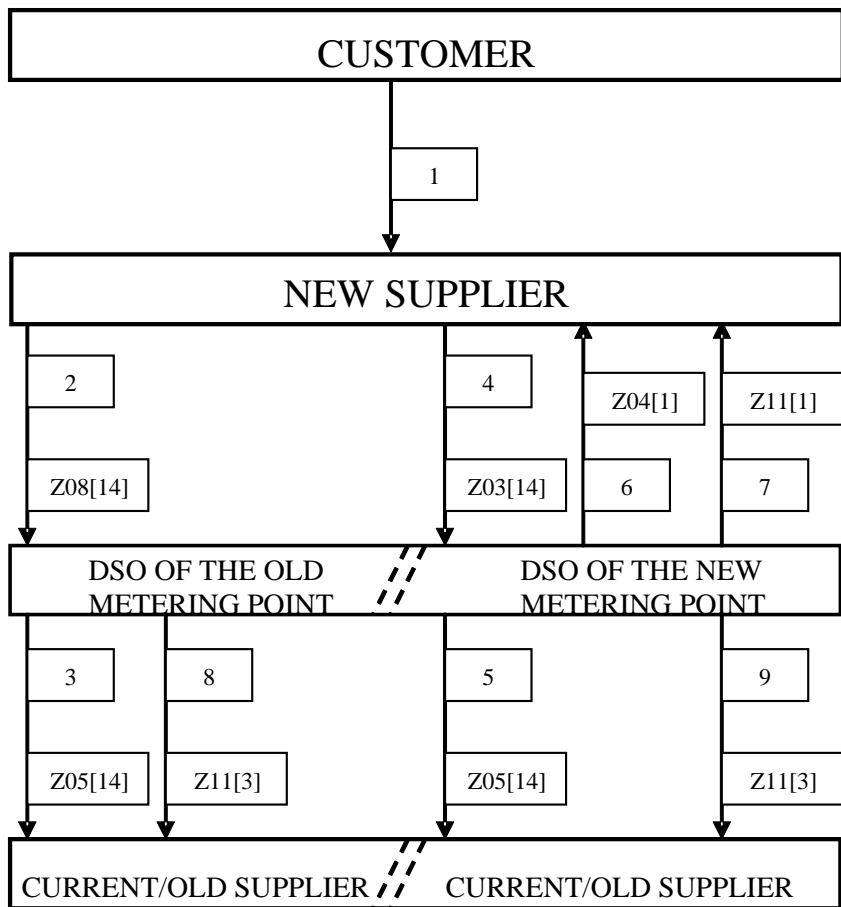 CUSTOMER
1
NEW SUPPLIER
2
4
Z04[1]
Z11[1]
Z08[14]
Z03[14]
6
7
DSO OF THE OLD
METERING POINT
DSO OF THE NEW
METERING POINT
3
8
5
9
Z05[14]
Z11[3]
Z05[14]
Z11[3]
CURRENT/OLD SUPPLIER
CURRENT/OLD SUPPLIER